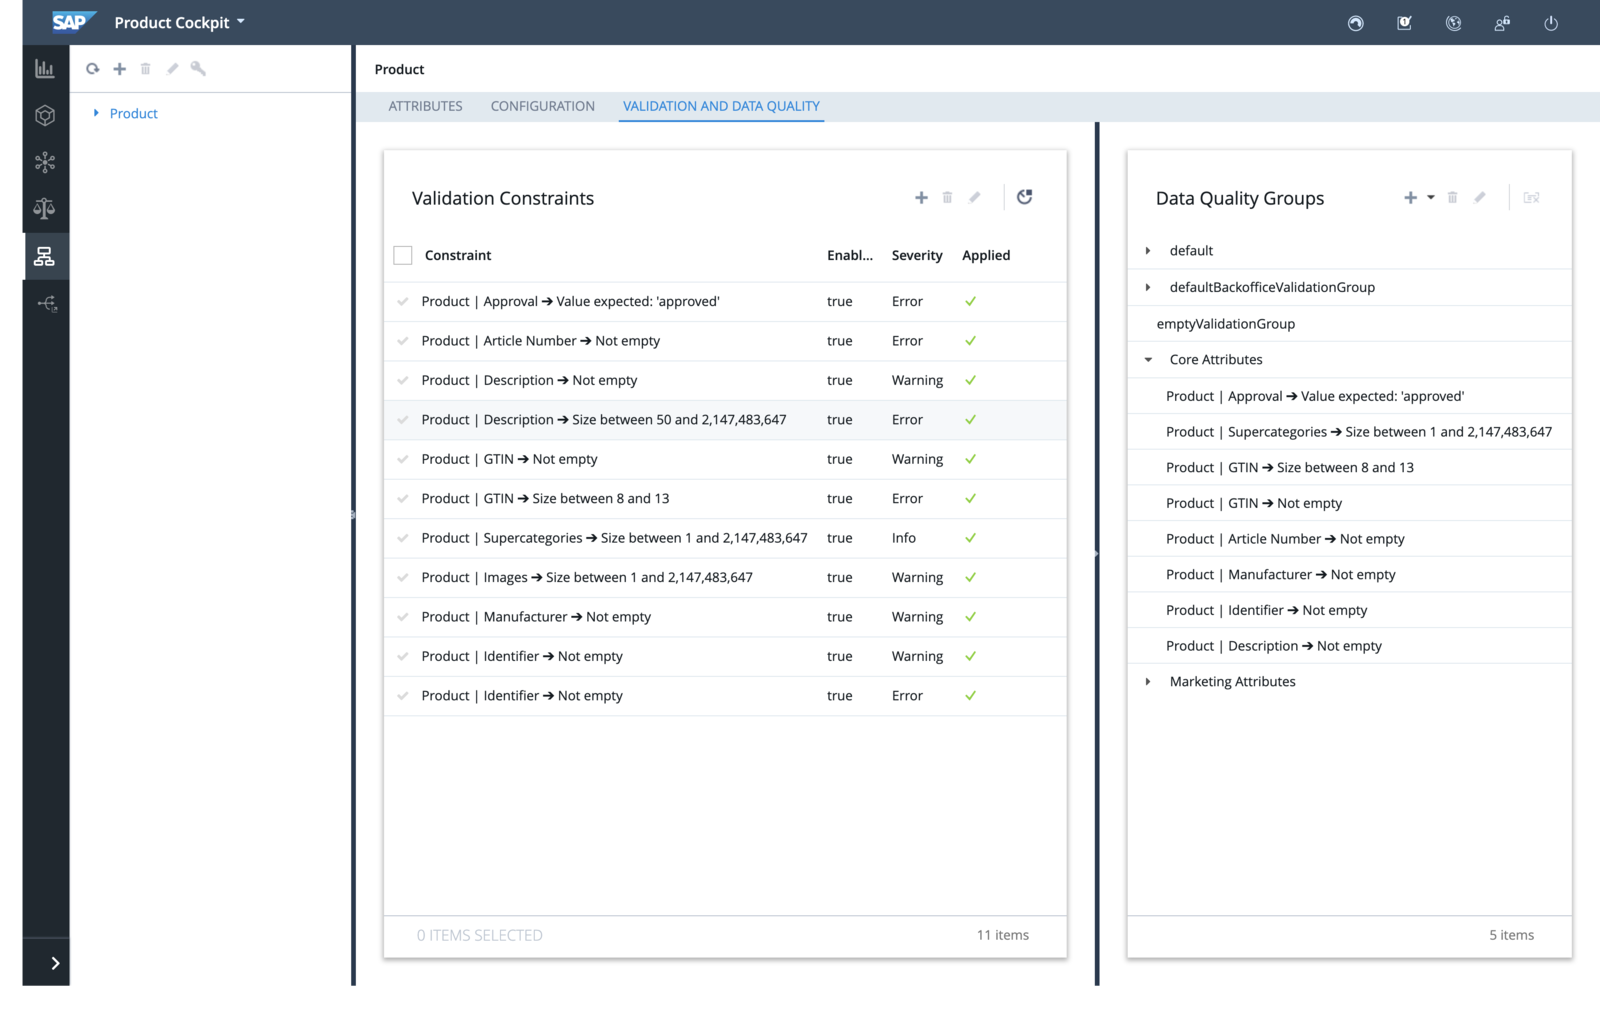 SAP Product Cockpit
Product
Product
ATTRIBUTES CONFIGURATION VALIDATION AND DATA QUALITY
Validation Constraints
Constraint Enabl... Severity Applied
Product | Approval ➔ Value expected: 'approved' true Error
Product | Article Number ➔ Not empty true Error
Product | Description ➔ Not empty true Warning
Product | Description ➔ Size between 50 and 2,147,483,647 true Error
Product | GTIN ➔ Not empty true Warning
Product | GTIN ➔ Size between 8 and 13 true Error
Product | Supercategories ➔ Size between 1 and 2,147,483,647 true Info
Product | Images ➔ Size between 1 and 2,147,483,647 true Warning
Product | Manufacturer ➔ Not empty true Warning
Product | Identifier ➔ Not empty true Warning
Product | Identifier ➔ Not empty true Error
0 ITEMS SELECTED 11 items
Data Quality Groups
default
defaultBackofficeValidationGroup
emptyValidationGroup
Core Attributes
Product | Approval ➔ Value expected: 'approved'
Product | Supercategories ➔ Size between 1 and 2,147,483,647
Product | GTIN ➔ Size between 8 and 13
Product | GTIN ➔ Not empty
Product | Article Number ➔ Not empty
Product | Manufacturer ➔ Not empty
Product | Identifier ➔ Not empty
Product | Description ➔ Not empty
Marketing Attributes
5 items